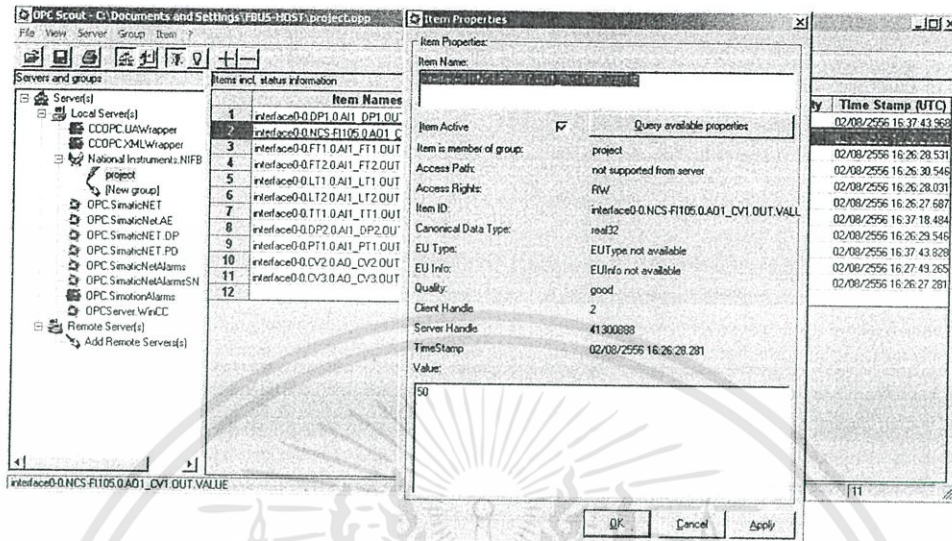 OPC Scout - C:\Documents and Settings\FBUS-HOST\project.opp
File View Server Group Item ?
Servers and groups
Server(s)
Local Server(s)
CCOPC.UAWrapper
CCOPC.XMLWrapper
National Instruments.NIFB
project
[New group]
OPC.SimaticNET
OPC.SimaticNet.AE
OPC.SimaticNET.DP
OPC.SimaticNET.PD
OPC.SimaticNetAlarms
OPC.SimaticNetAlarmsSN
OPC.SimotionAlarms
OPCServer.WinCC
Remote Server(s)
Add Remote Servers(s)
Items incl. status information
Item Names
1 interface0-0.DP1.0.AI1_DP1.OUT
2 interface0-0.NCS-FI105.0.AO1_C
3 interface0-0.FT1.0.AI1_FT1.OUT
4 interface0-0.FT2.0.AI1_FT2.OUT
5 interface0-0.LT1.0.AI1_LT1.OUT
6 interface0-0.LT2.0.AI1_LT2.OUT
7 interface0-0.TT1.0.AI1_TT1.OUT
8 interface0-0.DP2.0.AI1_DP2.OU
9 interface0-0.PT1.0.AI1_PT1.OUT
10 interface0-0.CV2.0.AO_CV2.OUT
11 interface0-0.CV3.0.AO_CV3.OUT
12
interface0-0.NCS-FI105.0.AO1_CV1.OUT.VALUE
Item Properties
Item Properties:
Item Name:
Item Active
Query available properties
Item is member of group: project
Access Path: not supported from server
Access Rights: RW
Item ID: interface0-0.NCS-FI105.0.AO1_CV1.OUT.VALL
Canonical Data Type: real32
EU Type: EUType not available
EU Info: EUInfo not available
Quality: good
Client Handle 2
Server Handle 41300888
TimeStamp 02/08/2556 16:26:28.281
Value:
50
OK Cancel Apply
ty Time Stamp (UTC)
02/08/2556 16:37:43.968
02/08/2556 16:26:28.531
02/08/2556 16:26:30.546
02/08/2556 16:26:28.031
02/08/2556 16:26:27.687
02/08/2556 16:37:18.484
02/08/2556 16:26:29.546
02/08/2556 16:37:43.828
02/08/2556 16:27:49.265
02/08/2556 16:26:27.281
11